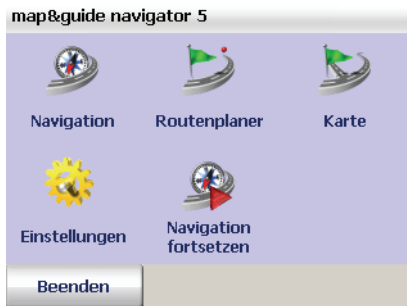 map&guide navigator 5
Navigation
Routenplaner
Karte
Einstellungen
Navigation
fortsetzen
Beenden